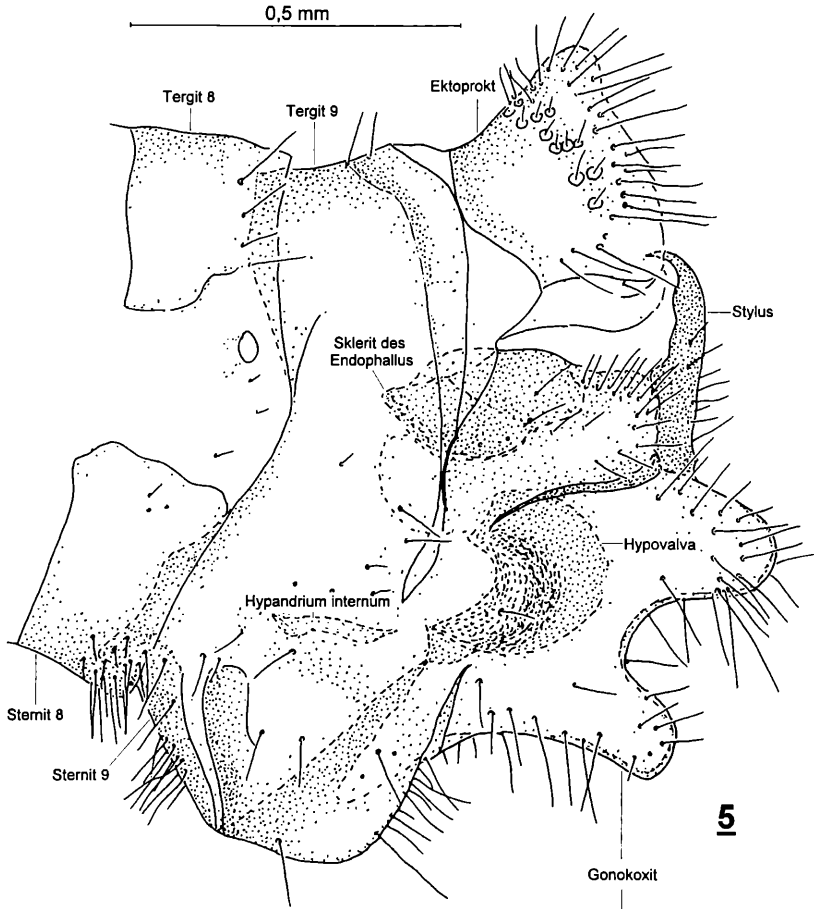 0,5 mm
Ektoprokt
Tergit 8
Tergit 9
Stylus
Sklerit des
Endophallus
Hypovalva
Hypandrium internum
Sternit 8
Sternit 9
5
Gonokoxit